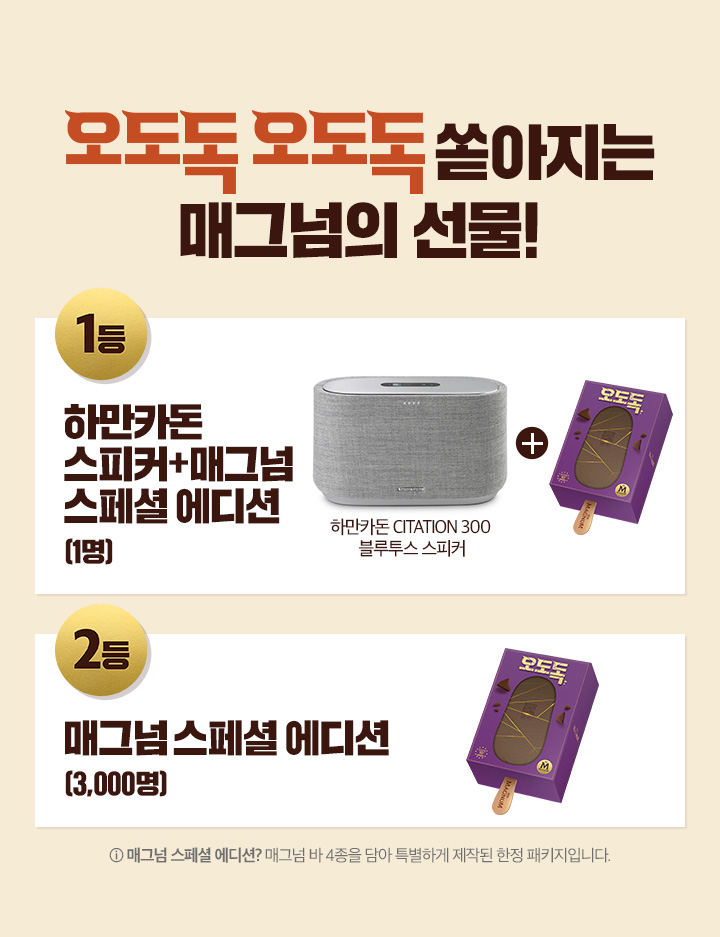 오도독 오도독 쏟아지는
매그넘의 선물!
1등
하만카돈
스피커+매그넘
스페셜 에디션
(1명)
하만카돈 CITATION 300
블루투스 스피커
+
오도독
M
MAGNUM
2등
매그넘 스페셜 에디션
(3,000명)
오도독
M
MAGNUM
ⓘ 매그넘 스페셜 에디션? 매그넘 바 4종을 담아 특별하게 제작된 한정 패키지입니다.